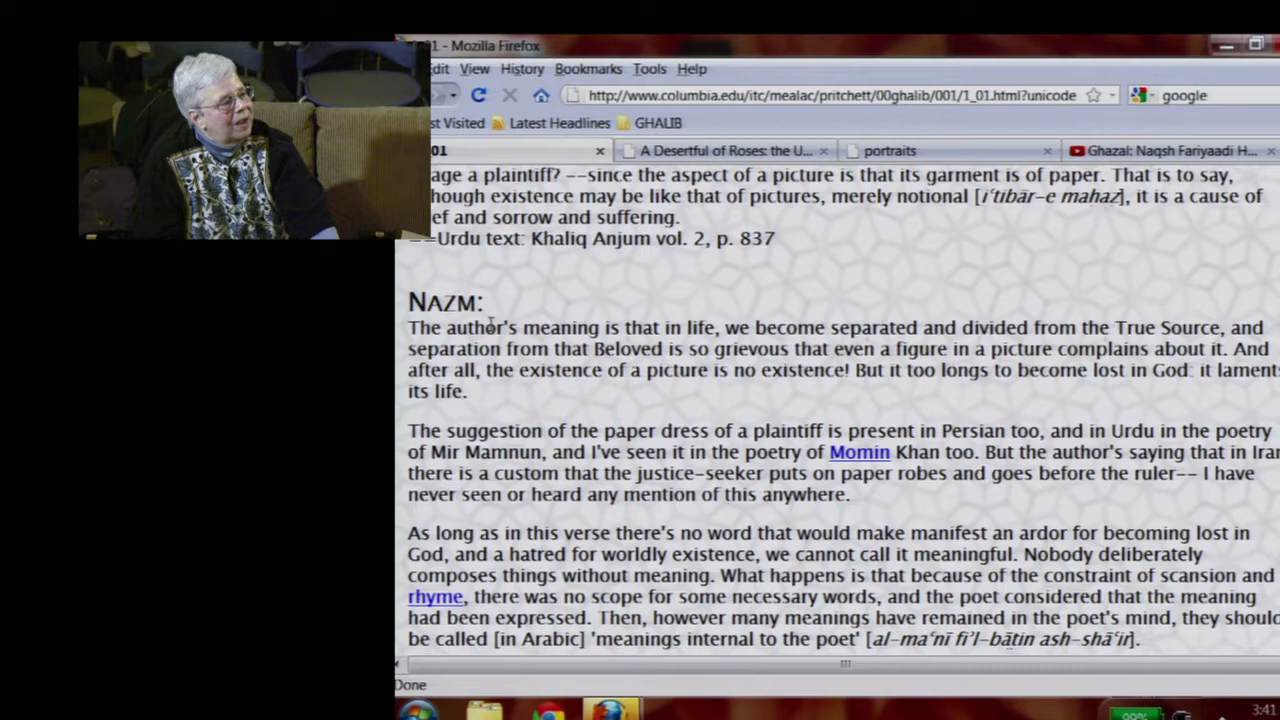 01 - Mozilla Firefox
dit View History Bookmarks Tools Help
http://www.columbia.edu/itc/mealac/pritchett/00ghalib/001/1_01.html?unicode
google
st Visited Latest Headlines GHALIB
01 A Desertful of Roses: the U... portraits Ghazal: Naqsh Fariyaadi H...
age a plaintiff? --since the aspect of a picture is that its garment is of paper. That is to say,
hough existence may be like that of pictures, merely notional [iʿtibār-e mahaz], it is a cause of
ef and sorrow and suffering.
==Urdu text: Khaliq Anjum vol. 2, p. 837
NAZM:
The author's meaning is that in life, we become separated and divided from the True Source, and
separation from that Beloved is so grievous that even a figure in a picture complains about it. And
after all, the existence of a picture is no existence! But it too longs to become lost in God: it laments
its life.
The suggestion of the paper dress of a plaintiff is present in Persian too, and in Urdu in the poetry
of Mir Mamnun, and I've seen it in the poetry of Momin Khan too. But the author's saying that in Iran
there is a custom that the justice-seeker puts on paper robes and goes before the ruler-- I have
never seen or heard any mention of this anywhere.
As long as in this verse there's no word that would make manifest an ardor for becoming lost in
God, and a hatred for worldly existence, we cannot call it meaningful. Nobody deliberately
composes things without meaning. What happens is that because of the constraint of scansion and
rhyme, there was no scope for some necessary words, and the poet considered that the meaning
had been expressed. Then, however many meanings have remained in the poet's mind, they should
be called [in Arabic] 'meanings internal to the poet' [al-maʿnī fī'l-bāt̤in ash-shāʿir].
Done
99%
3:41